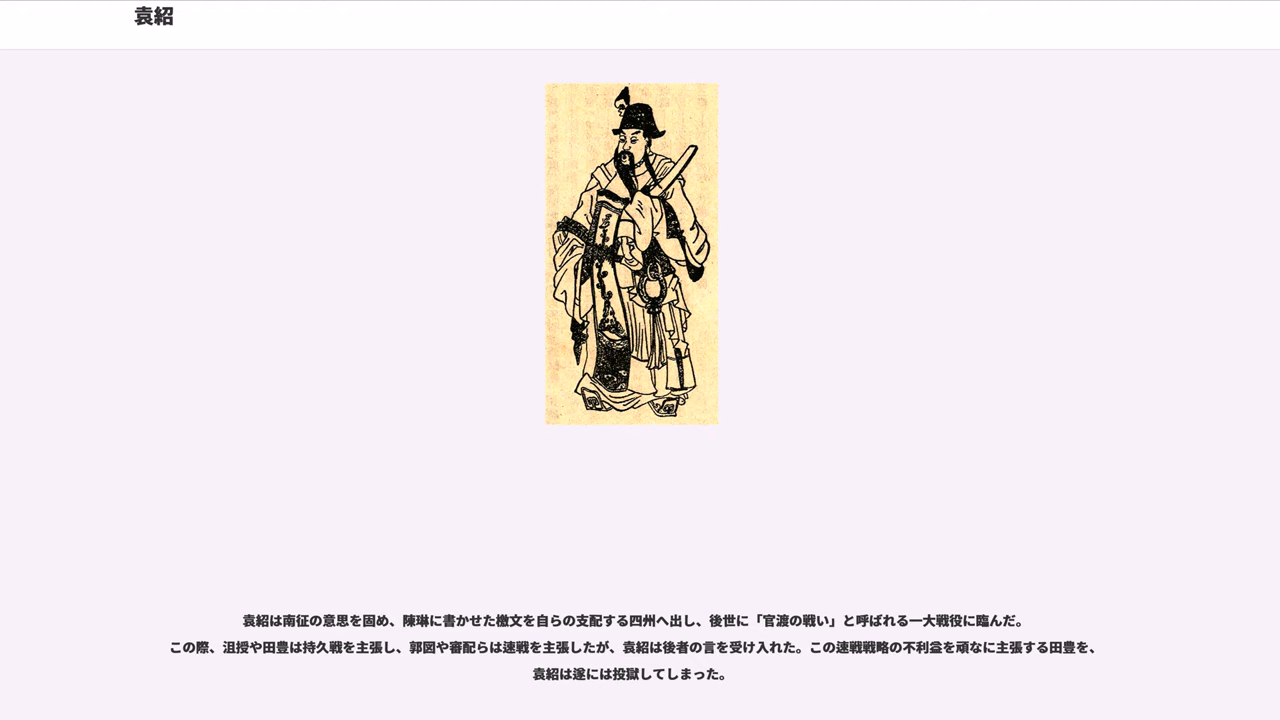 袁紹
袁紹は南征の意思を固め、陳琳に書かせた檄文を自らの支配する四州へ出し、後世に「官渡の戦い」と呼ばれる一大戦役に臨んだ。
この際、沮授や田豊は持久戦を主張し、郭図や審配らは速戦を主張したが、袁紹は後者の言を受け入れた。この速戦戦略の不利益を頑なに主張する田豊を、
袁紹は遂には投獄してしまった。